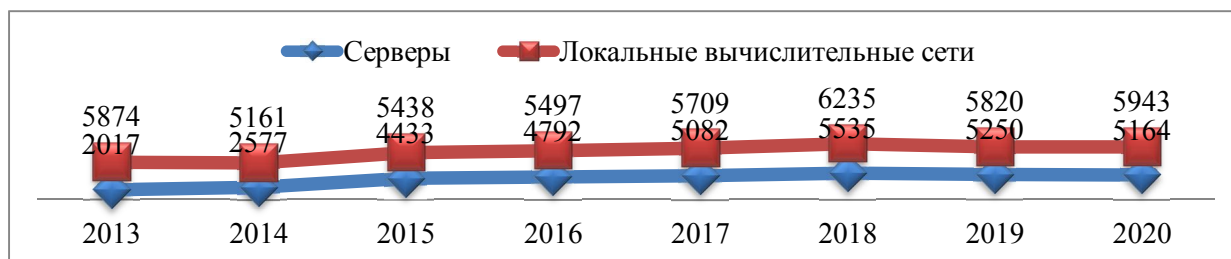 Серверы Локальные вычислительные сети
5874 5161 5438 5497 5709 6235 5820 5943
2017 2577 4433 4792 5082 5535 5250 5164
2013 2014 2015 2016 2017 2018 2019 2020